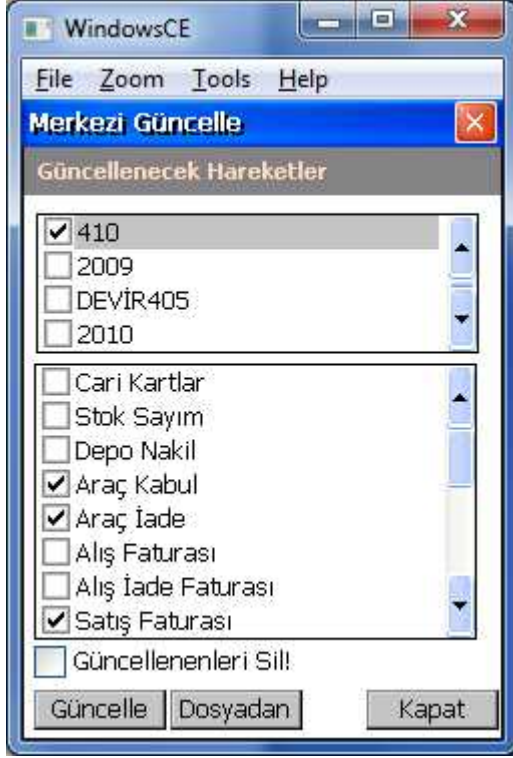 WindowsCE
File Zoom Tools Help
Merkezi Güncelle
Güncellenecek Hareketler
410
2009
DEVİR405
2010
Cari Kartlar
Stok Sayım
Depo Nakil
Araç Kabul
Araç İade
Alış Faturası
Alış İade Faturası
Satış Faturası
Güncellenenleri Sil!
Güncelle Dosyadan Kapat